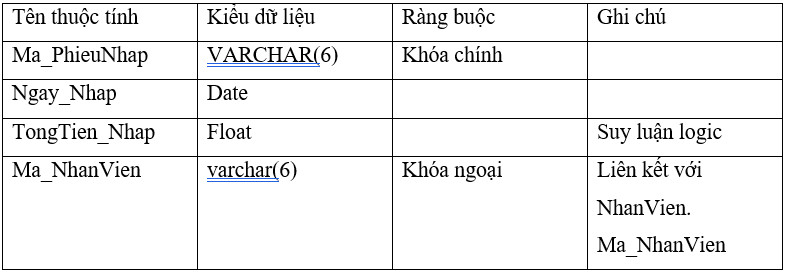 Tên thuộc tính Kiểu dữ liệu Ràng buộc Ghi chú
Ma_PhieuNhap VARCHAR(6) Khóa chính
Ngay_Nhap Date
TongTien_Nhap Float Suy luận logic
Ma_NhanVien varchar(6) Khóa ngoại Liên kết với
NhanVien.
Ma_NhanVien